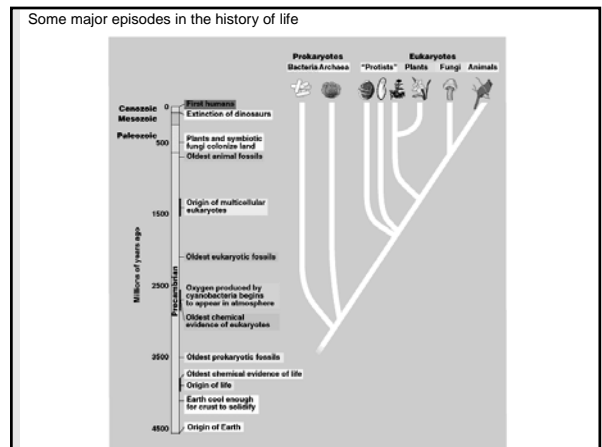 Some major episodes in the history of life
Prokaryotes Eukaryotes
Bacteria Archaea "Protists" Plants Fungi Animals
Cenozoic
Mesozoic
Paleozoic
0
500
1500
2500
3500
4500
Millions of years ago
Precambrian
First humans
Extinction of dinosaurs
Plants and symbiotic
fungi colonize land
Oldest animal fossils
Origin of multicellular
eukaryotes
Oldest eukaryotic fossils
Oxygen produced by
cyanobacteria begins
to appear in atmosphere
Oldest chemical
evidence of eukaryotes
Oldest prokaryotic fossils
Oldest chemical evidence of life
Origin of life
Earth cool enough
for crust to solidify
Origin of Earth